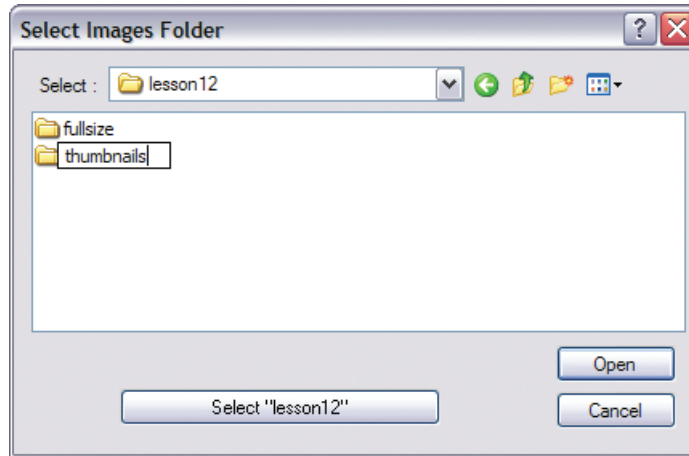 Select Images Folder
?
Select : lesson12
fullsize
thumbnails
Open
Select "lesson12"
Cancel